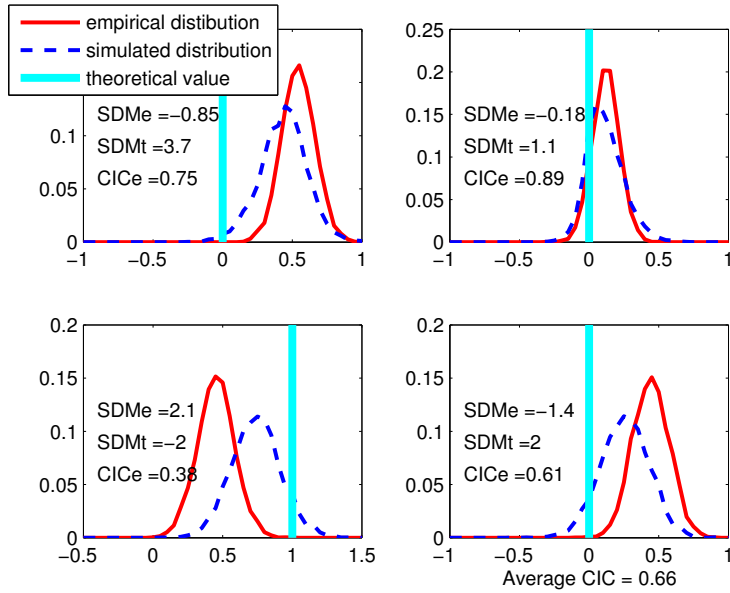 empirical distibution
simulated distribution
theoretical value
0.15
0.1
0.05
0
SDMe =−0.85
SDMt =3.7
CICe =0.75
−1 −0.5 0 0.5 1
0.25
0.2
0.15
0.1
0.05
0
SDMe =−0.18
SDMt =1.1
CICe =0.89
−1 −0.5 0 0.5 1
0.2
0.15
0.1
0.05
0
SDMe =2.1
SDMt =−2
CICe =0.38
−0.5 0 0.5 1 1.5
0.2
0.15
0.1
0.05
0
SDMe =−1.4
SDMt =2
CICe =0.61
−1 −0.5 0 0.5 1
Average CIC = 0.66